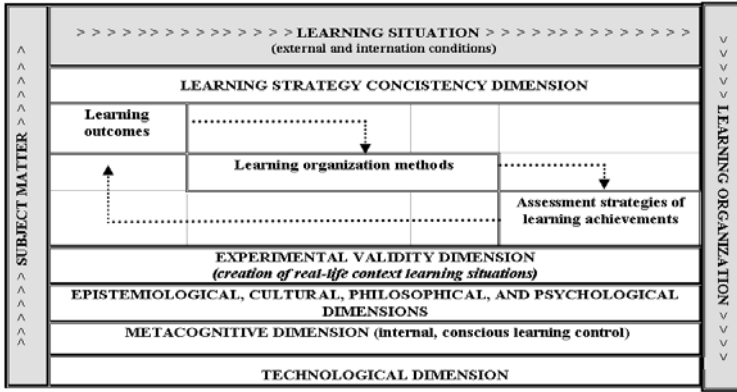 > > > > > > > > > > > > > > LEARNING SITUATION > > > > > > > > > > > > > >
(external and internation conditions)
LEARNING STRATEGY CONCISTENCY DIMENSION
Learning
outcomes
Learning organization methods
Assessment strategies of
learning achievements
EXPERIMENTAL VALIDITY DIMENSION
(creation of real-life context learning situations)
EPISTEMIOLOGICAL, CULTURAL, PHILOSOPHICAL, AND PSYCHOLOGICAL
DIMENSIONS
METACOGNITIVE DIMENSION (internal, conscious learning control)
TECHNOLOGICAL DIMENSION
> > > > > > SUBJECT MATTER > > > > > >
> > > > > LEARNING ORGANIZATION > > > >